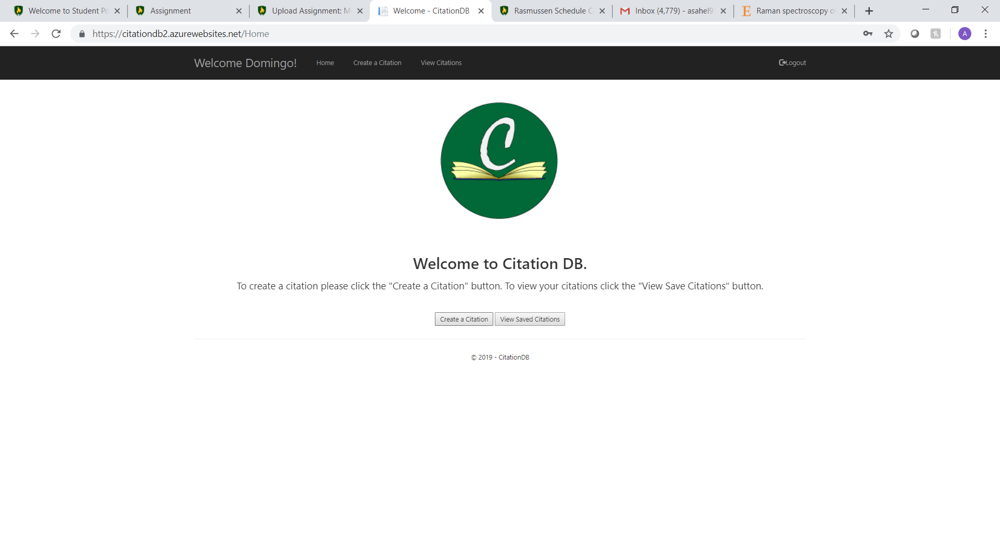 Welcome to Student Po
Assignment
Upload Assignment: M
Welcome - CitationDB
Rasmussen Schedule C
Inbox (4,779) - asahel9
Raman spectroscopy o
https://citationdb2.azurewebsites.net/Home
A
Welcome Domingo!
Home
Create a Citation
View Citations
Logout
C
Welcome to Citation DB.
To create a citation please click the "Create a Citation" button. To view your citations click the "View Save Citations" button.
Create a Citation
View Saved Citations
© 2019 - CitationDB